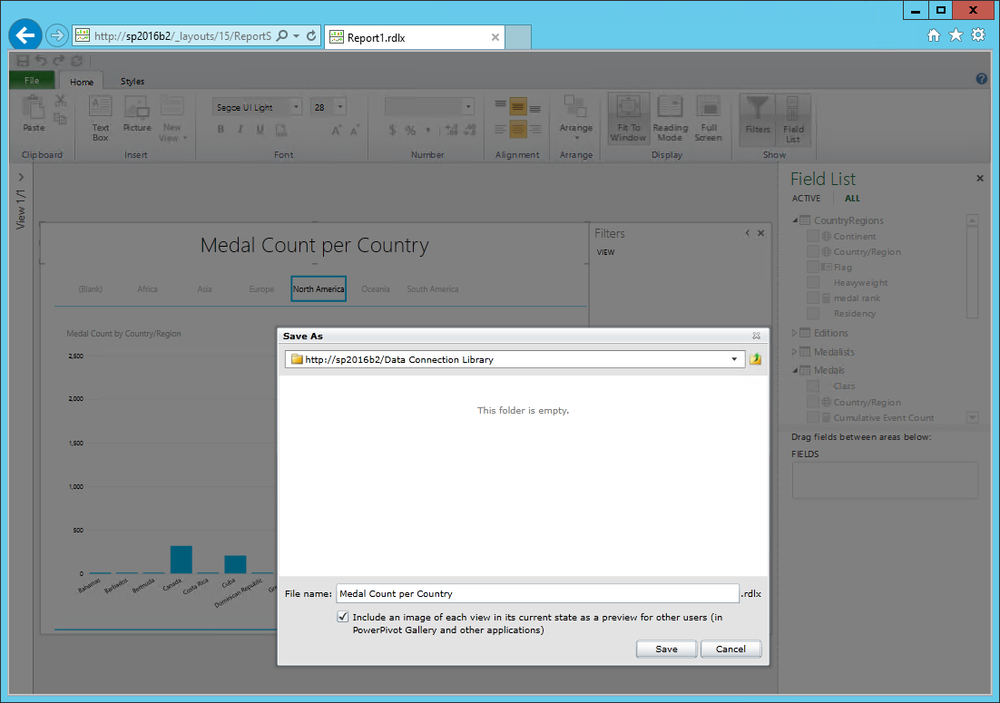 http://sp2016b2/_layouts/15/ReportS
Report1.rdlx
File
Home
Styles
Paste
Clipboard
Text
Box
Picture
New
View
Insert
Segoe UI Light
28
B I U
A A
Font
$ % ,
Number
Alignment
Arrange
Arrange
Fit To
Window
Reading
Mode
Full
Screen
Display
Filters
Field
List
Show
View 1/1
Medal Count per Country
(Blank)
Africa
Asia
Europe
North America
Oceania
South America
Medal Count by Country/Region
2,500
2,000
1,500
1,000
500
0
Bahamas
Barbados
Bermuda
Canada
Costa Rica
Cuba
Dominican Republic
Filters
VIEW
Save As
http://sp2016b2/Data Connection Library
This folder is empty.
File name:
Medal Count per Country
.rdlx
Include an image of each view in its current state as a preview for other users (in
PowerPivot Gallery and other applications)
Save
Cancel
Field List
ACTIVE
ALL
CountryRegions
Continent
Country/Region
Flag
Heavyweight
medal rank
Residency
Editions
Medalists
Medals
Class
Country/Region
Cumulative Event Count
Drag fields between areas below:
FIELDS